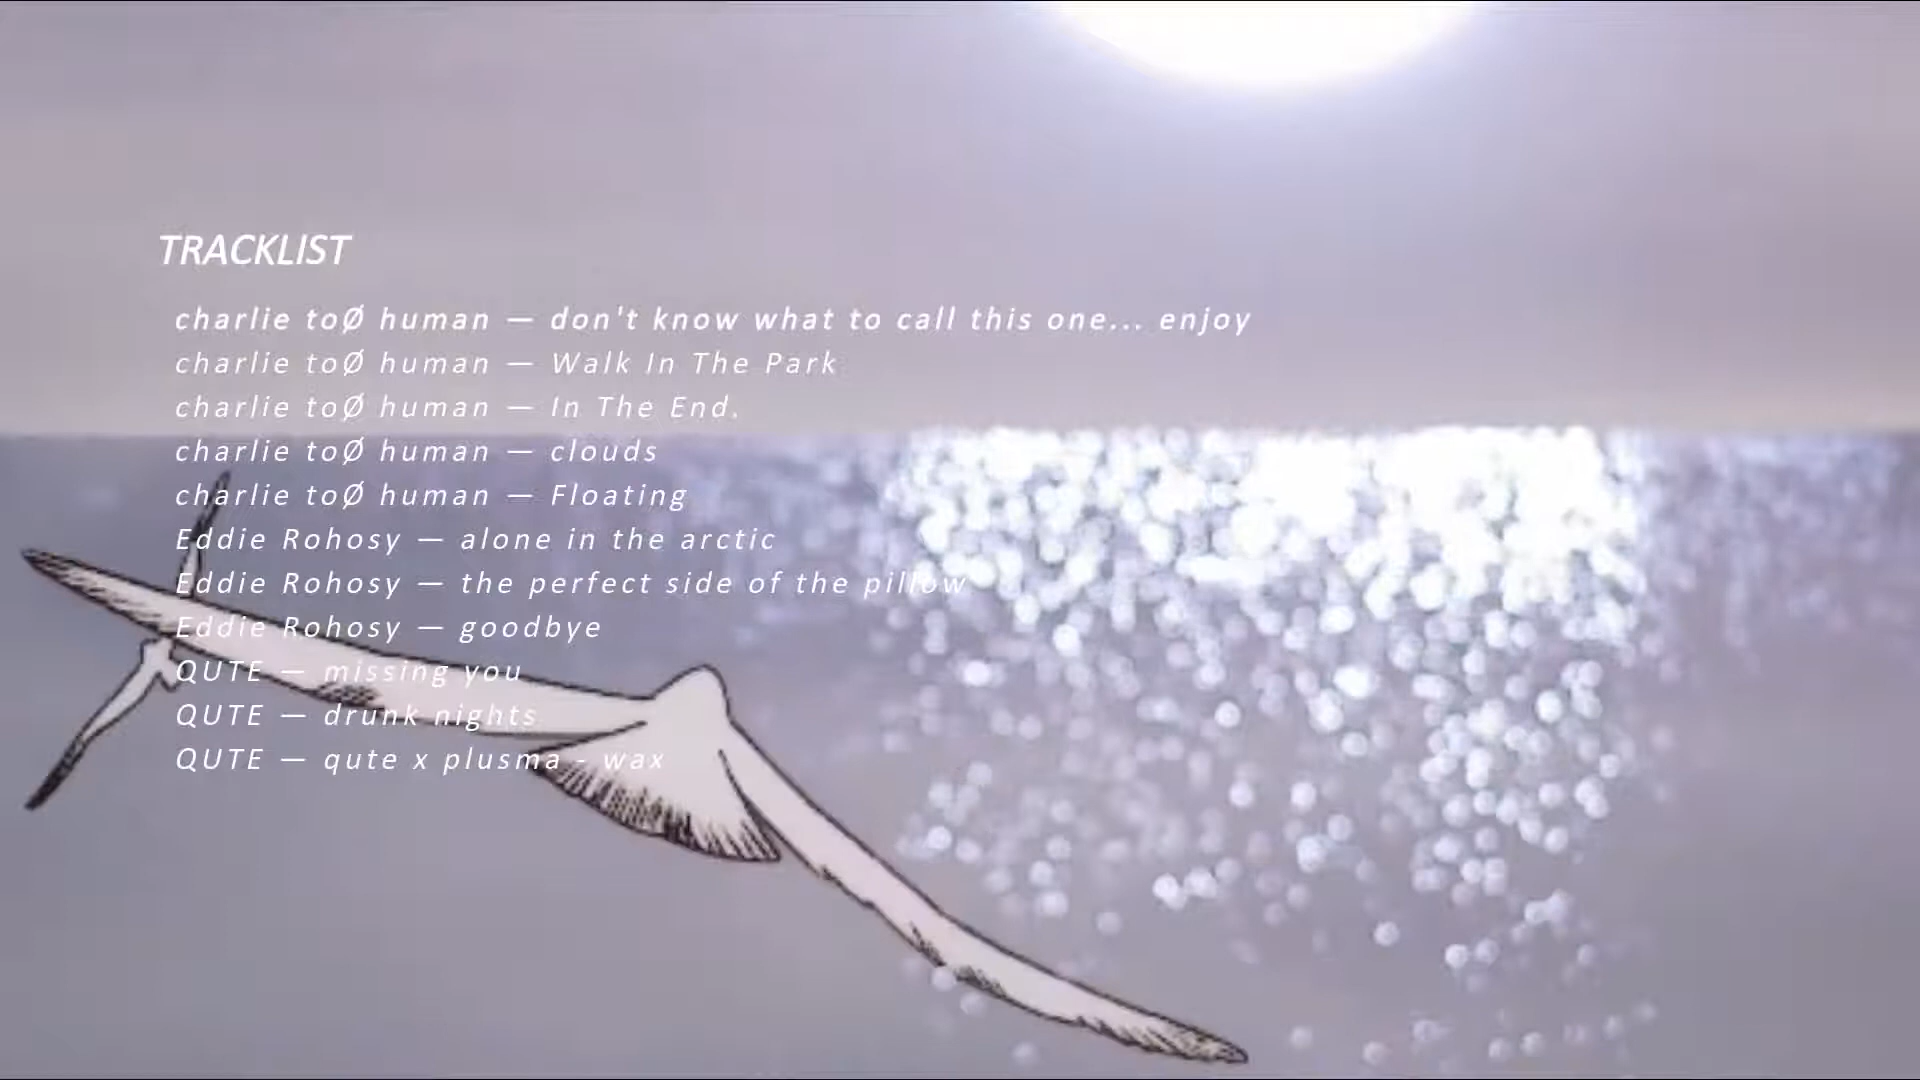 TRACKLIST
charlie toØ human — don't know what to call this one... enjoy
charlie toØ human — Walk In The Park
charlie toØ human — In The End.
charlie toØ human — clouds
charlie toØ human — Floating
Eddie Rohosy — alone in the arctic
Eddie Rohosy — the perfect side of the pillow
Eddie Rohosy — goodbye
QUTE — missing you
QUTE — drunk nights
QUTE — qute x plusma - wax